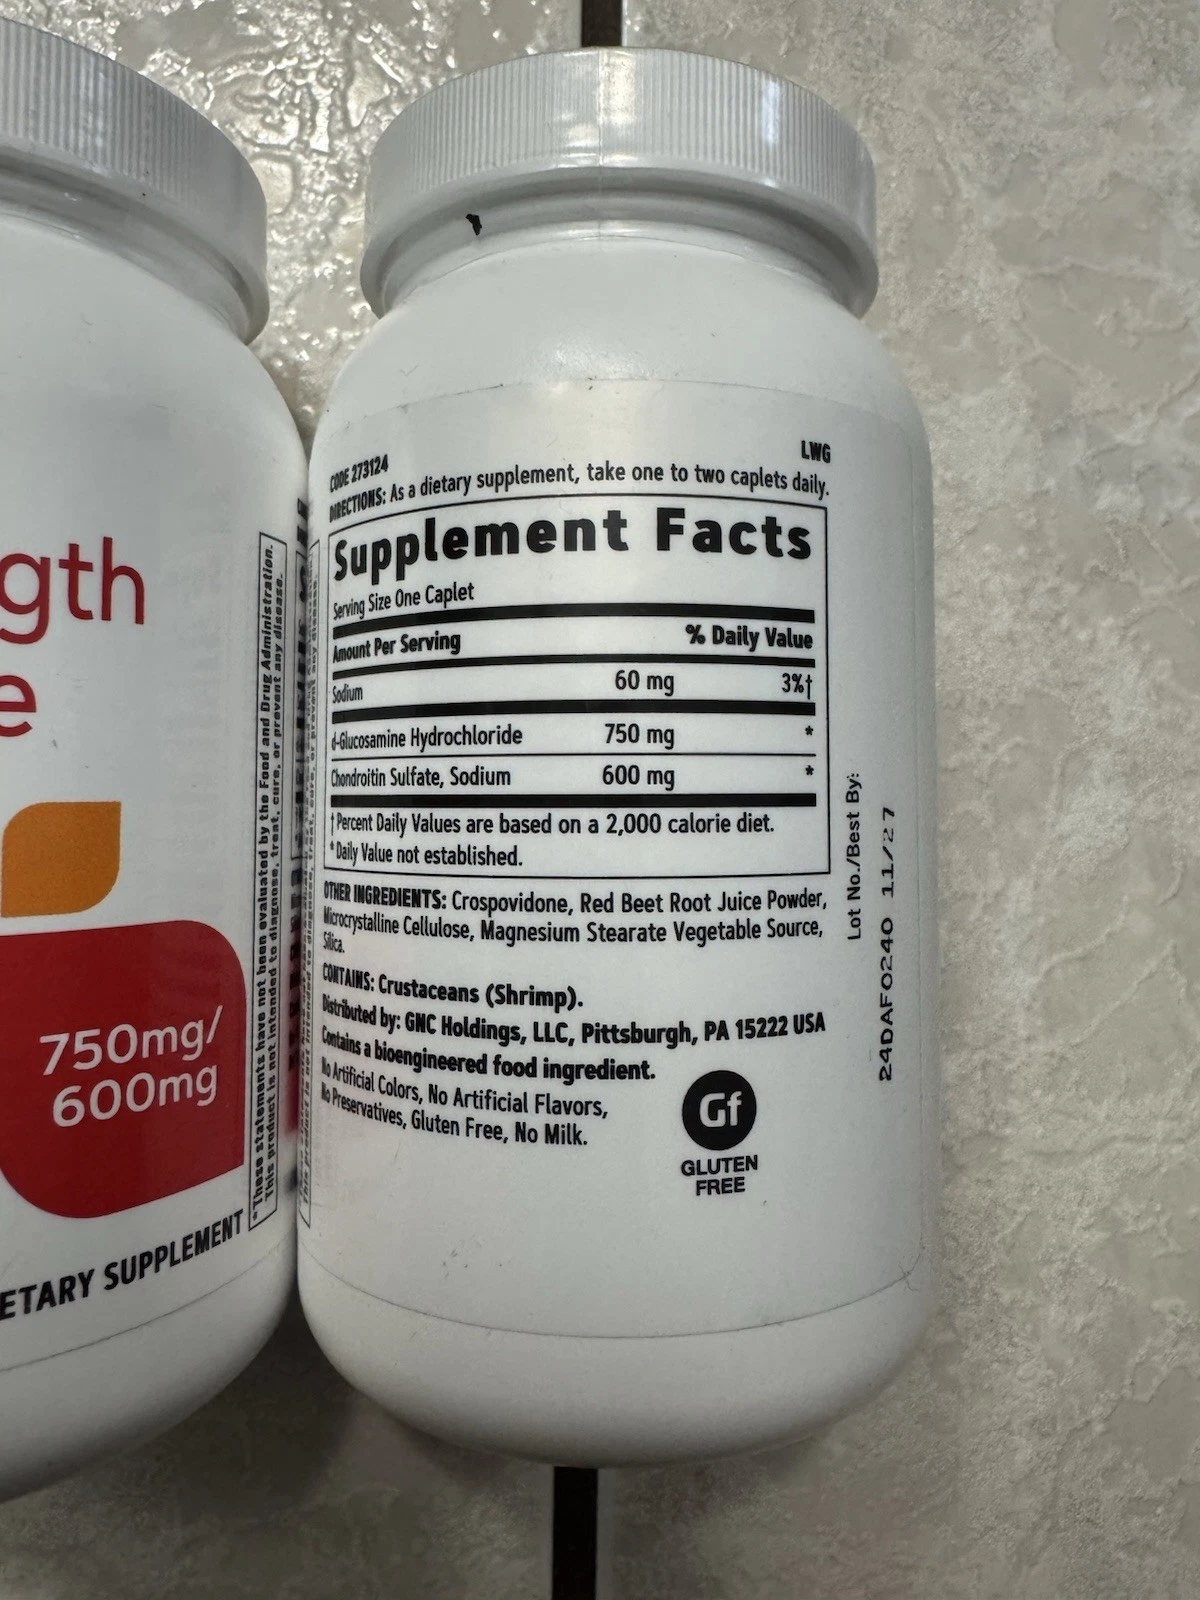 gth
e
750mg/
600mg
ETARY SUPPLEMENT
*These statements have not been evaluated by the Food and Drug Administration.
This product is not intended to diagnose, treat, cure, or prevent any disease.
CODE 273124
LWG
DIRECTIONS: As a dietary supplement, take one to two caplets daily.
Supplement Facts
Serving Size One Caplet
Amount Per Serving % Daily Value
Sodium 60 mg 3%†
d-Glucosamine Hydrochloride 750 mg *
Chondroitin Sulfate, Sodium 600 mg *
† Percent Daily Values are based on a 2,000 calorie diet.
* Daily Value not established.
OTHER INGREDIENTS: Crospovidone, Red Beet Root Juice Powder,
Microcrystalline Cellulose, Magnesium Stearate Vegetable Source,
Silica.
CONTAINS: Crustaceans (Shrimp).
Distributed by: GNC Holdings, LLC, Pittsburgh, PA 15222 USA
Contains a bioengineered food ingredient.
No Artificial Colors, No Artificial Flavors,
No Preservatives, Gluten Free, No Milk.
Gf
GLUTEN
FREE
Lot No./Best By:
24DAF0240 11/27